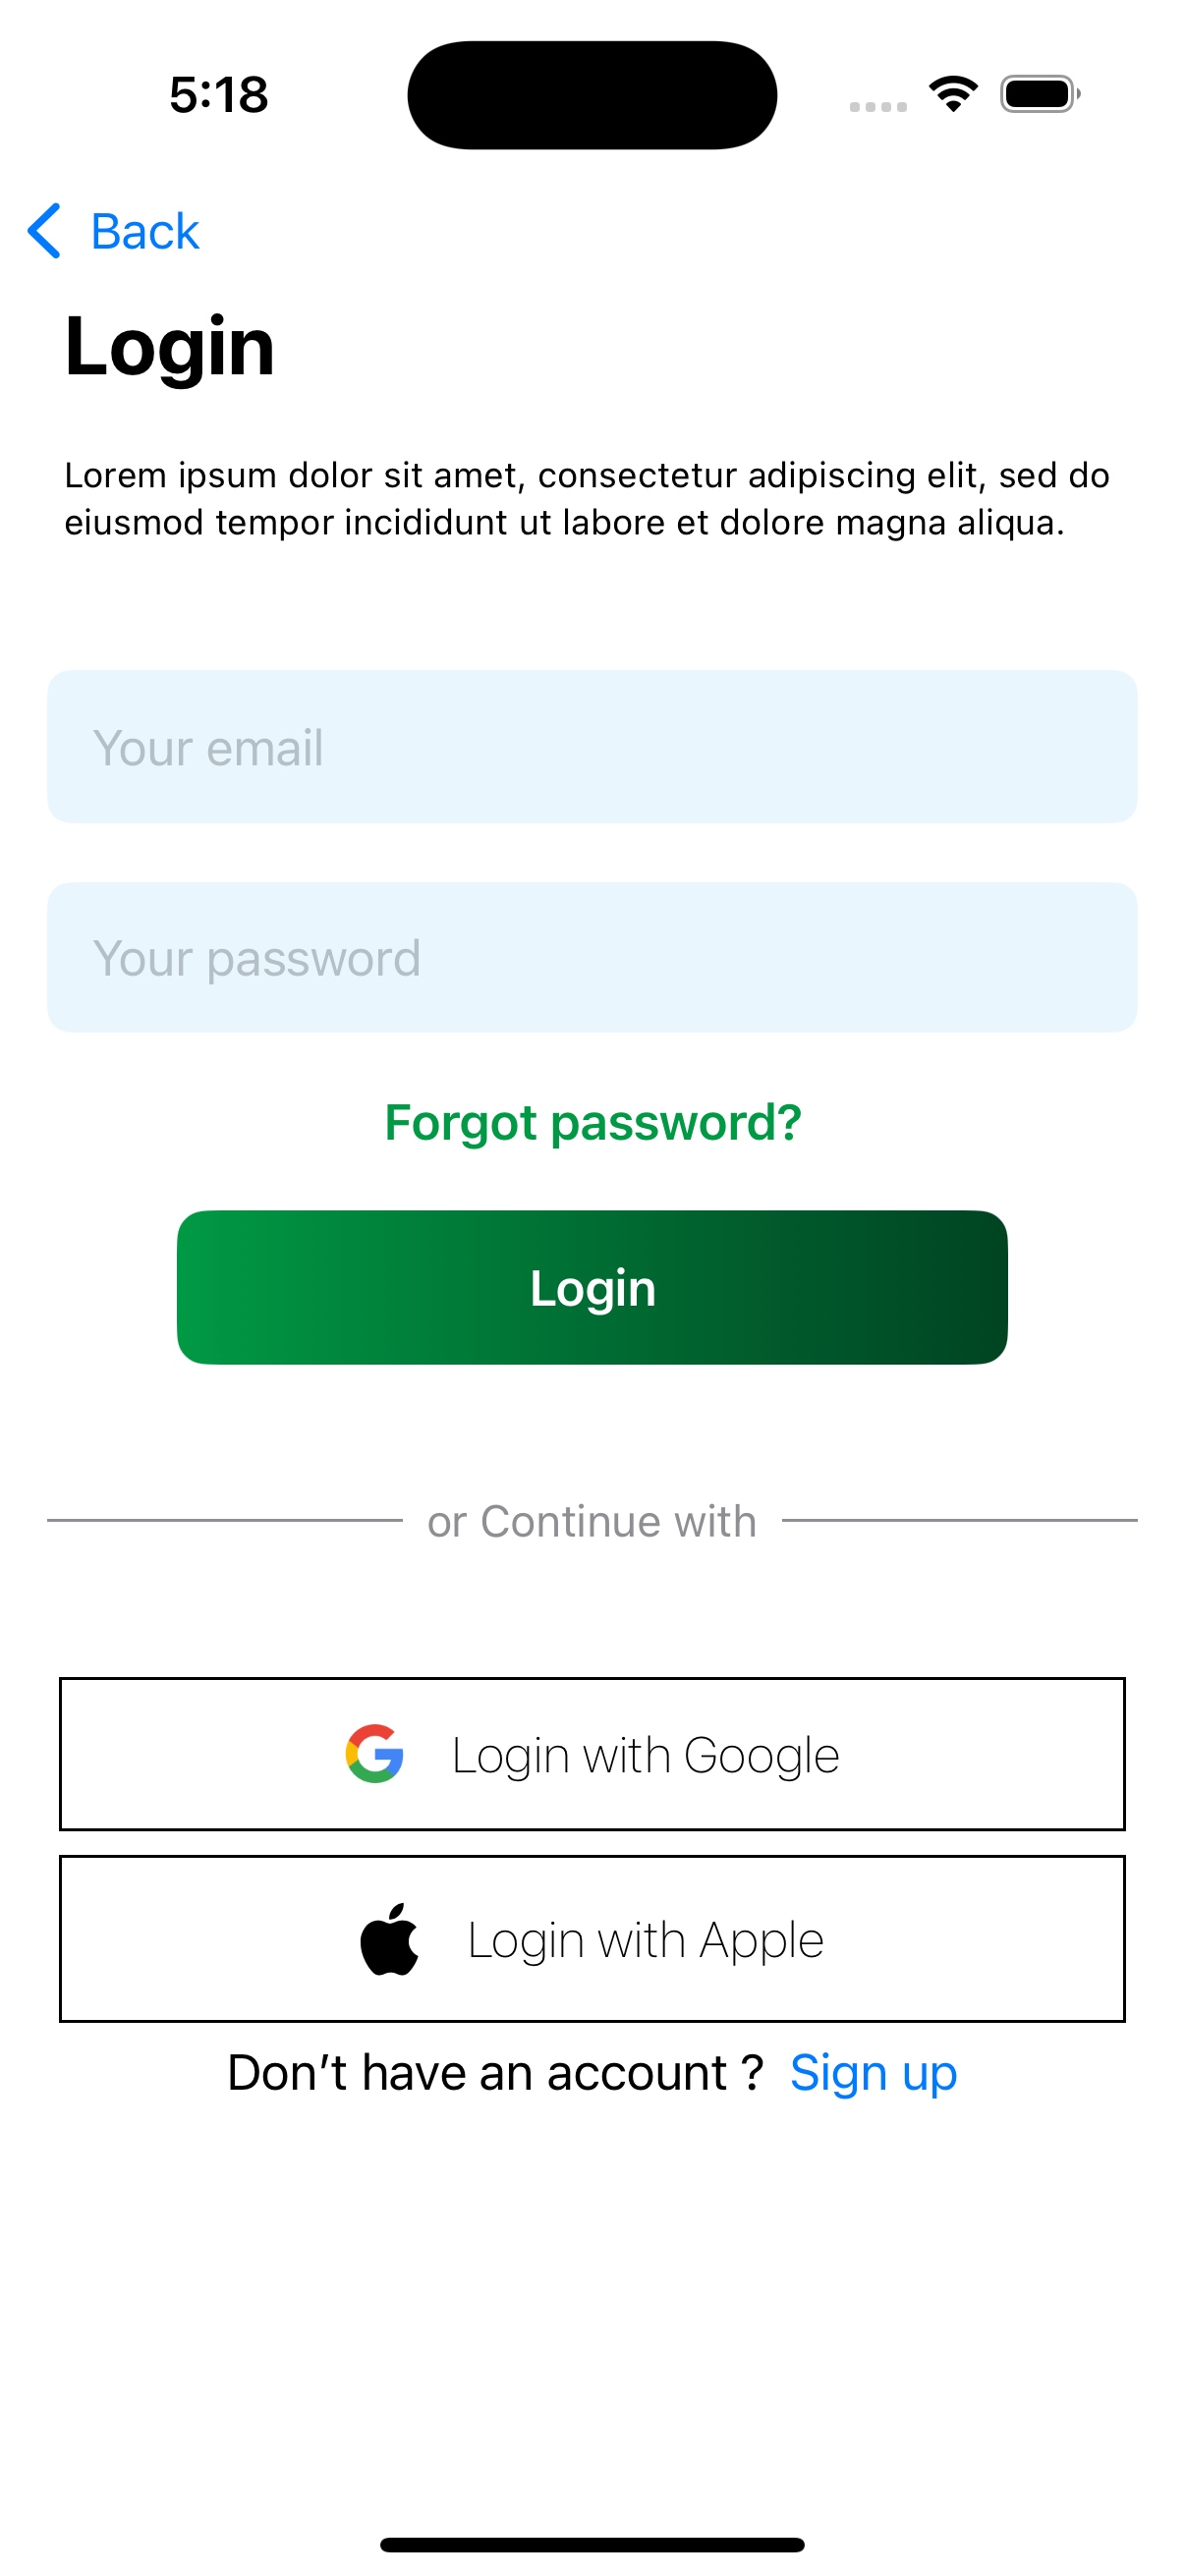 5:18
Back
Login
Lorem ipsum dolor sit amet, consectetur adipiscing elit, sed do
eiusmod tempor incididunt ut labore et dolore magna aliqua.
Your email
Your password
Forgot password?
Login
or Continue with
Login with Google
Login with Apple
Don’t have an account ? Sign up